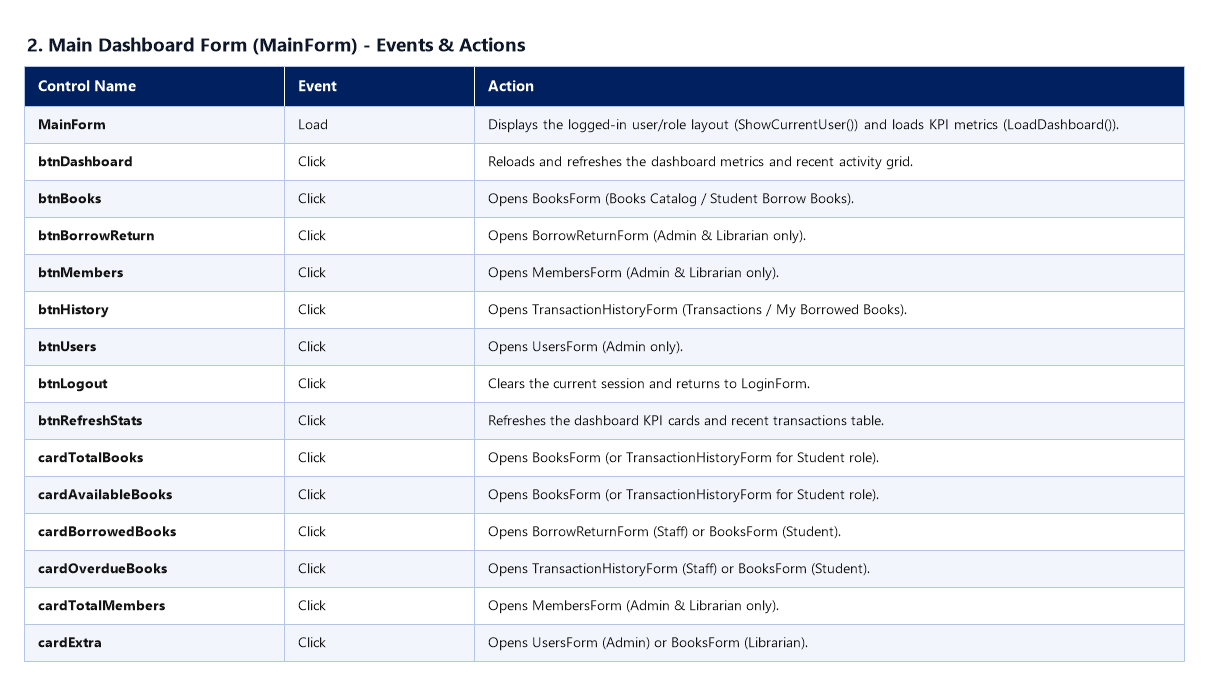 2. Main Dashboard Form (MainForm) - Events & Actions
Control Name Event Action
MainForm Load Displays the logged-in user/role layout (ShowCurrentUser()) and loads KPI metrics (LoadDashboard()).
btnDashboard Click Reloads and refreshes the dashboard metrics and recent activity grid.
btnBooks Click Opens BooksForm (Books Catalog / Student Borrow Books).
btnBorrowReturn Click Opens BorrowReturnForm (Admin & Librarian only).
btnMembers Click Opens MembersForm (Admin & Librarian only).
btnHistory Click Opens TransactionHistoryForm (Transactions / My Borrowed Books).
btnUsers Click Opens UsersForm (Admin only).
btnLogout Click Clears the current session and returns to LoginForm.
btnRefreshStats Click Refreshes the dashboard KPI cards and recent transactions table.
cardTotalBooks Click Opens BooksForm (or TransactionHistoryForm for Student role).
cardAvailableBooks Click Opens BooksForm (or TransactionHistoryForm for Student role).
cardBorrowedBooks Click Opens BorrowReturnForm (Staff) or BooksForm (Student).
cardOverdueBooks Click Opens TransactionHistoryForm (Staff) or BooksForm (Student).
cardTotalMembers Click Opens MembersForm (Admin & Librarian only).
cardExtra Click Opens UsersForm (Admin) or BooksForm (Librarian).